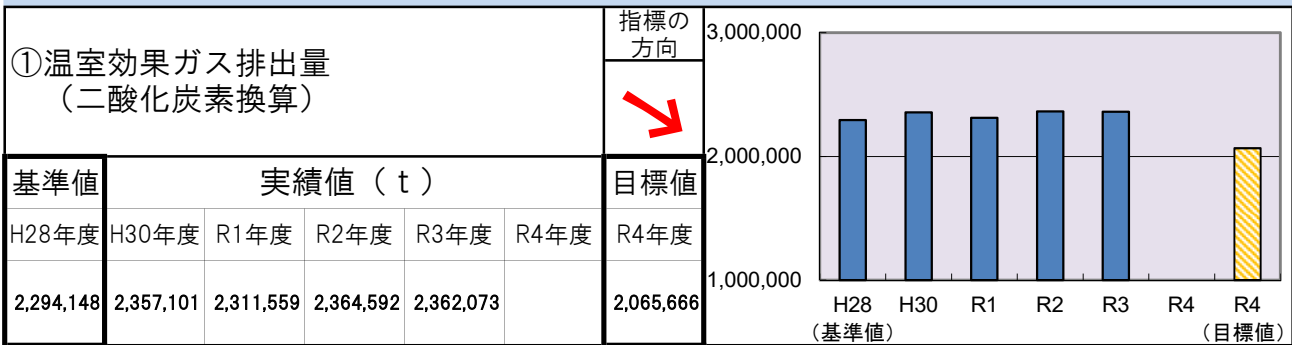 ①温室効果ガス排出量
（二酸化炭素換算）
指標の
方向
基準値 実績値（ｔ） 目標値
H28年度 H30年度 R1年度 R2年度 R3年度 R4年度 R4年度
2,294,148 2,357,101 2,311,559 2,364,592 2,362,073 2,065,666
3,000,000
2,000,000
1,000,000
H28 H30 R1 R2 R3 R4 R4
（基準値） （目標値）